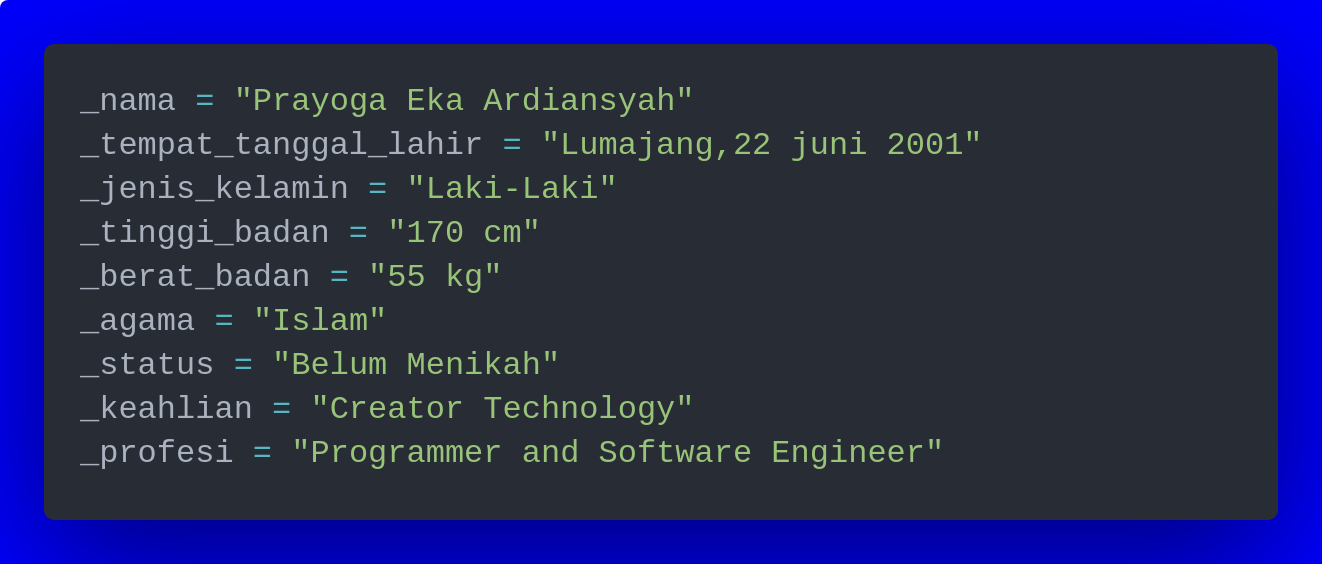 _nama = "Prayoga Eka Ardiansyah"
_tempat_tanggal_lahir = "Lumajang,22 juni 2001"
_jenis_kelamin = "Laki-Laki"
_tinggi_badan = "170 cm"
_berat_badan = "55 kg"
_agama = "Islam"
_status = "Belum Menikah"
_keahlian = "Creator Technology"
_profesi = "Programmer and Software Engineer"